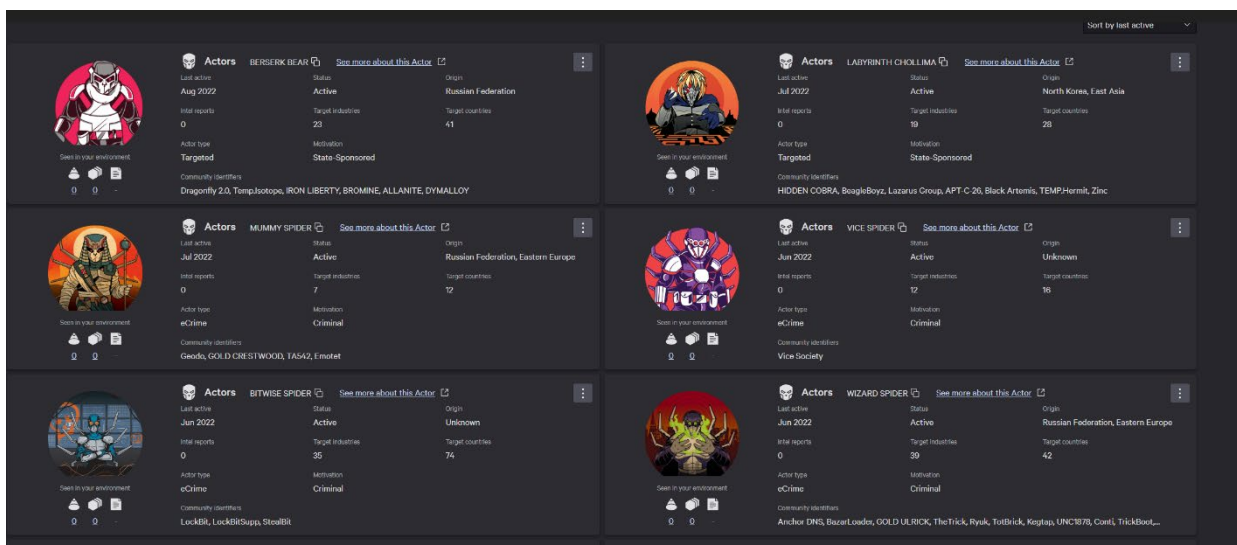 Sort by last active
Actors BERSERK BEAR See more about this Actor
Last active Status Origin
Aug 2022 Active Russian Federation
Intel reports Target industries Target countries
0 23 41
Actor type Motivation
Targeted State-Sponsored
Seen in your environment
Community Identifiers
0 0 -
Dragonfly 2.0, Temp.Isotope, IRON LIBERTY, BROMINE, ALLANITE, DYMALLOY
Actors LABYRINTH CHOLLIMA See more about this Actor
Last active Status Origin
Jul 2022 Active North Korea, East Asia
Intel reports Target industries Target countries
0 19 28
Actor type Motivation
Targeted State-Sponsored
Seen in your environment
Community Identifiers
0 0 -
HIDDEN COBRA, BeagleBoyz, Lazarus Group, APT-C-26, Black Artemis, TEMP.Hermit, Zinc
Actors MUMMY SPIDER See more about this Actor
Last active Status Origin
Jul 2022 Active Russian Federation, Eastern Europe
Intel reports Target industries Target countries
0 7 12
Actor type Motivation
eCrime Criminal
Seen in your environment
Community Identifiers
0 0 -
Geodo, GOLD CRESTWOOD, TA542, Emotet
Actors VICE SPIDER See more about this Actor
Last active Status Origin
Jun 2022 Active Unknown
Intel reports Target industries Target countries
0 12 16
Actor type Motivation
eCrime Criminal
Seen in your environment
Community Identifiers
0 0 -
Vice Society
Actors BITWISE SPIDER See more about this Actor
Last active Status Origin
Jun 2022 Active Unknown
Intel reports Target industries Target countries
0 35 74
Actor type Motivation
eCrime Criminal
Seen in your environment
Community Identifiers
0 0 -
LockBit, LockBitSupp, StealBit
Actors WIZARD SPIDER See more about this Actor
Last active Status Origin
Jun 2022 Active Russian Federation, Eastern Europe
Intel reports Target industries Target countries
0 39 42
Actor type Motivation
eCrime Criminal
Seen in your environment
Community Identifiers
0 0 -
Anchor DNS, BazarLoader, GOLD ULRICK, TheTrick, Ryuk, TotBrick, Kegtap, UNC1878, Conti, TrickBoot,...